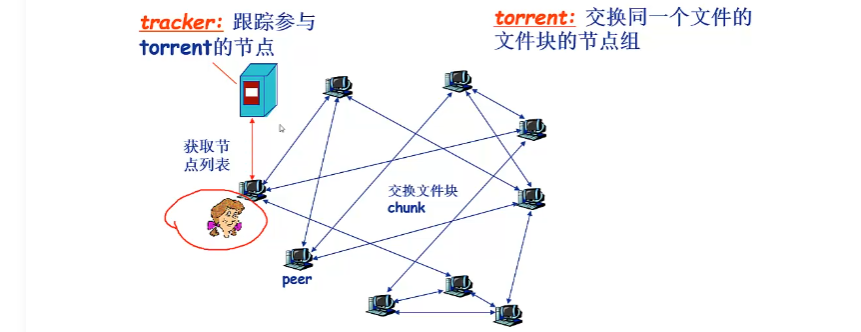 tracker: 跟踪参与
torrent的节点
torrent: 交换同一个文件的
文件块的节点组
获取节
点列表
交换文件块
chunk
peer